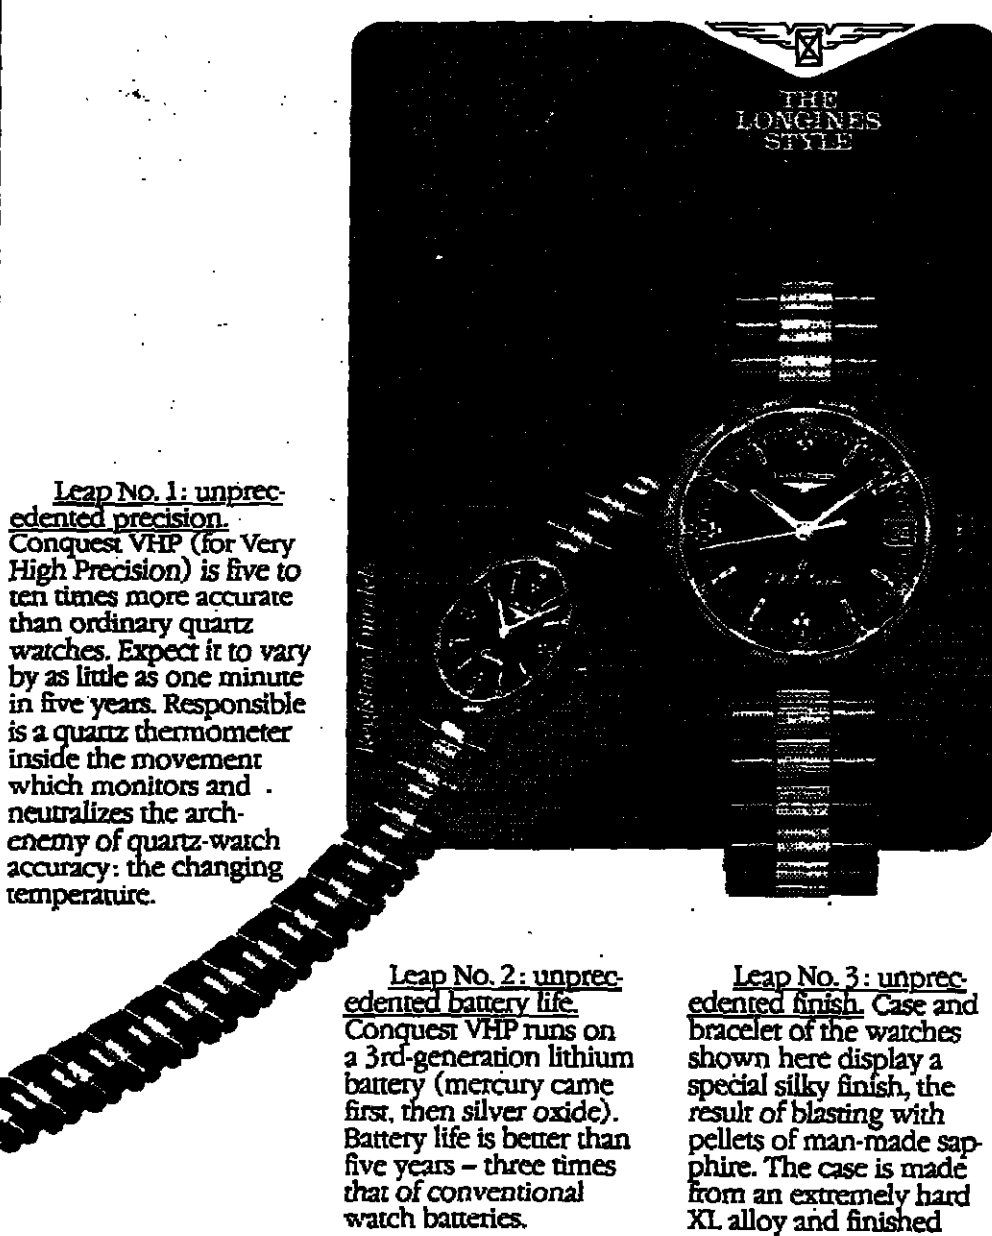 THE
LONGINES
STYLE
Leap No. 1: unprec-
edented precision.
Conquest VHP (for Very
High Precision) is five to
ten times more accurate
than ordinary quartz
watches. Expect it to vary
by as little as one minute
in five years. Responsible
is a quartz thermometer
inside the movement
which monitors and
neutralizes the arch-
enemy of quartz-watch
accuracy: the changing
temperature.
Leap No. 2: unprec-
edented battery life.
Conquest VHP runs on
a 3rd-generation lithium
battery (mercury came
first, then silver oxide).
Battery life is better than
five years – three times
that of conventional
watch batteries.
Leap No. 3: unprec-
edented finish. Case and
bracelet of the watches
shown here display a
special silky finish, the
result of blasting with
pellets of man-made sap-
phire. The case is made
from an extremely hard
XL alloy and finished